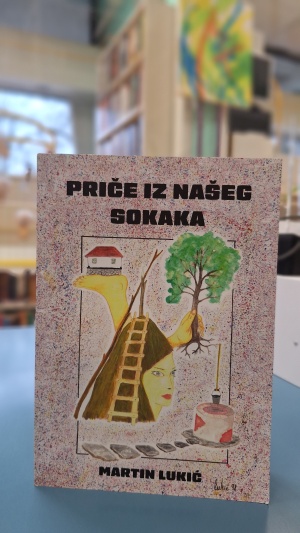 PRIČE IZ NAŠEG
SOKAKA
MARTIN LUKIĆ